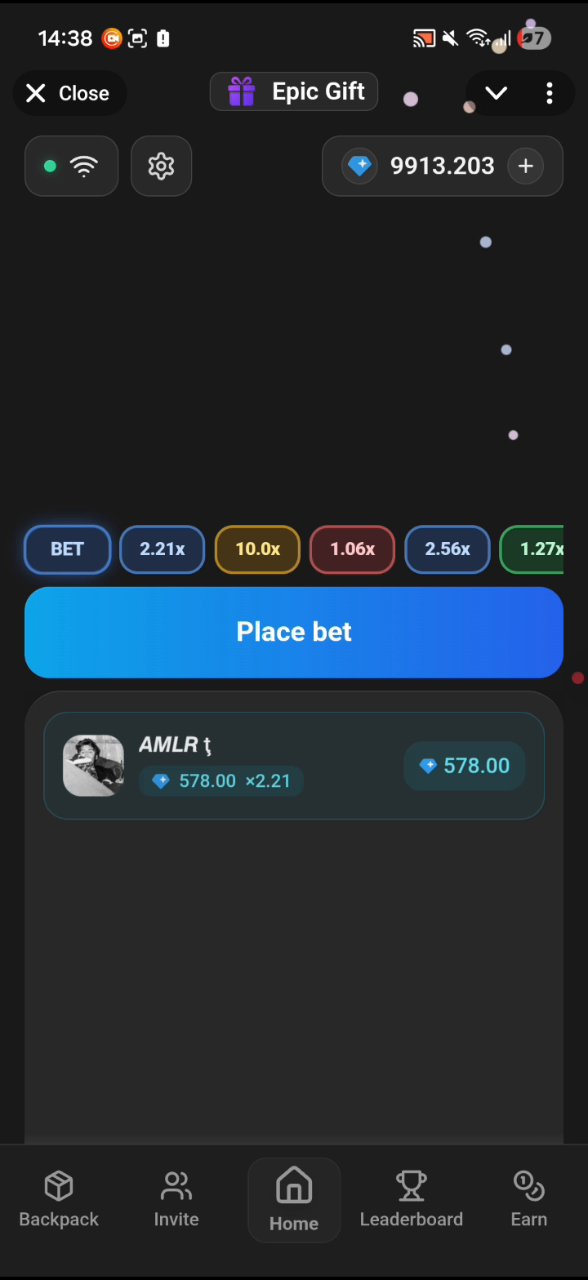 14:38
Close
Epic Gift
9913.203
BET
2.21x
10.0x
1.06x
2.56x
1.27x
Place bet
AMLR ţ
578.00 ×2.21
578.00
Backpack
Invite
Home
Leaderboard
Earn